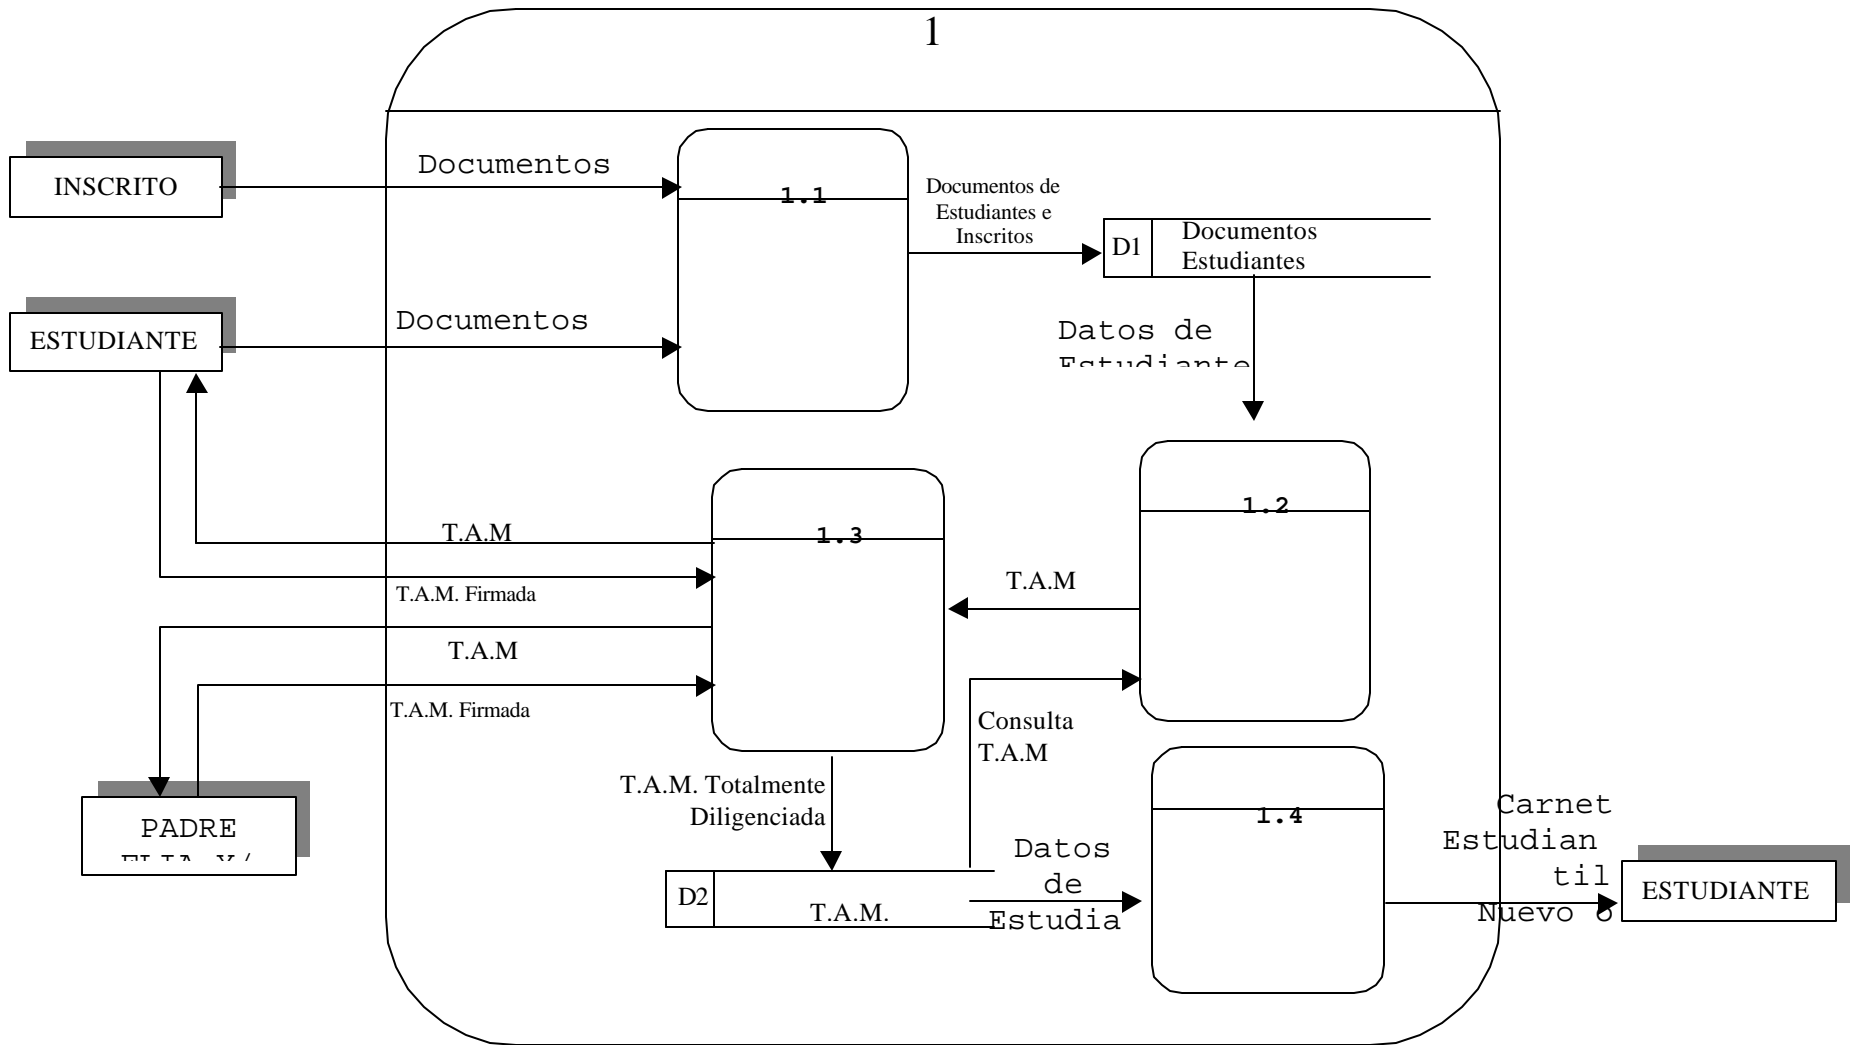 1
INSCRITO
Documentos
1.1
Documentos de
Estudiantes e
Inscritos
D1
Documentos
Estudiantes
ESTUDIANTE
Documentos
Datos de
Estudiante
1.2
1.3
T.A.M
T.A.M. Firmada
T.A.M
T.A.M
T.A.M. Firmada
Consulta
T.A.M
T.A.M. Totalmente
Diligenciada
PADRE
1.4
Datos
de
Estudia
D2
T.A.M.
Carnet
Estudian
til
Nuevo o
ESTUDIANTE